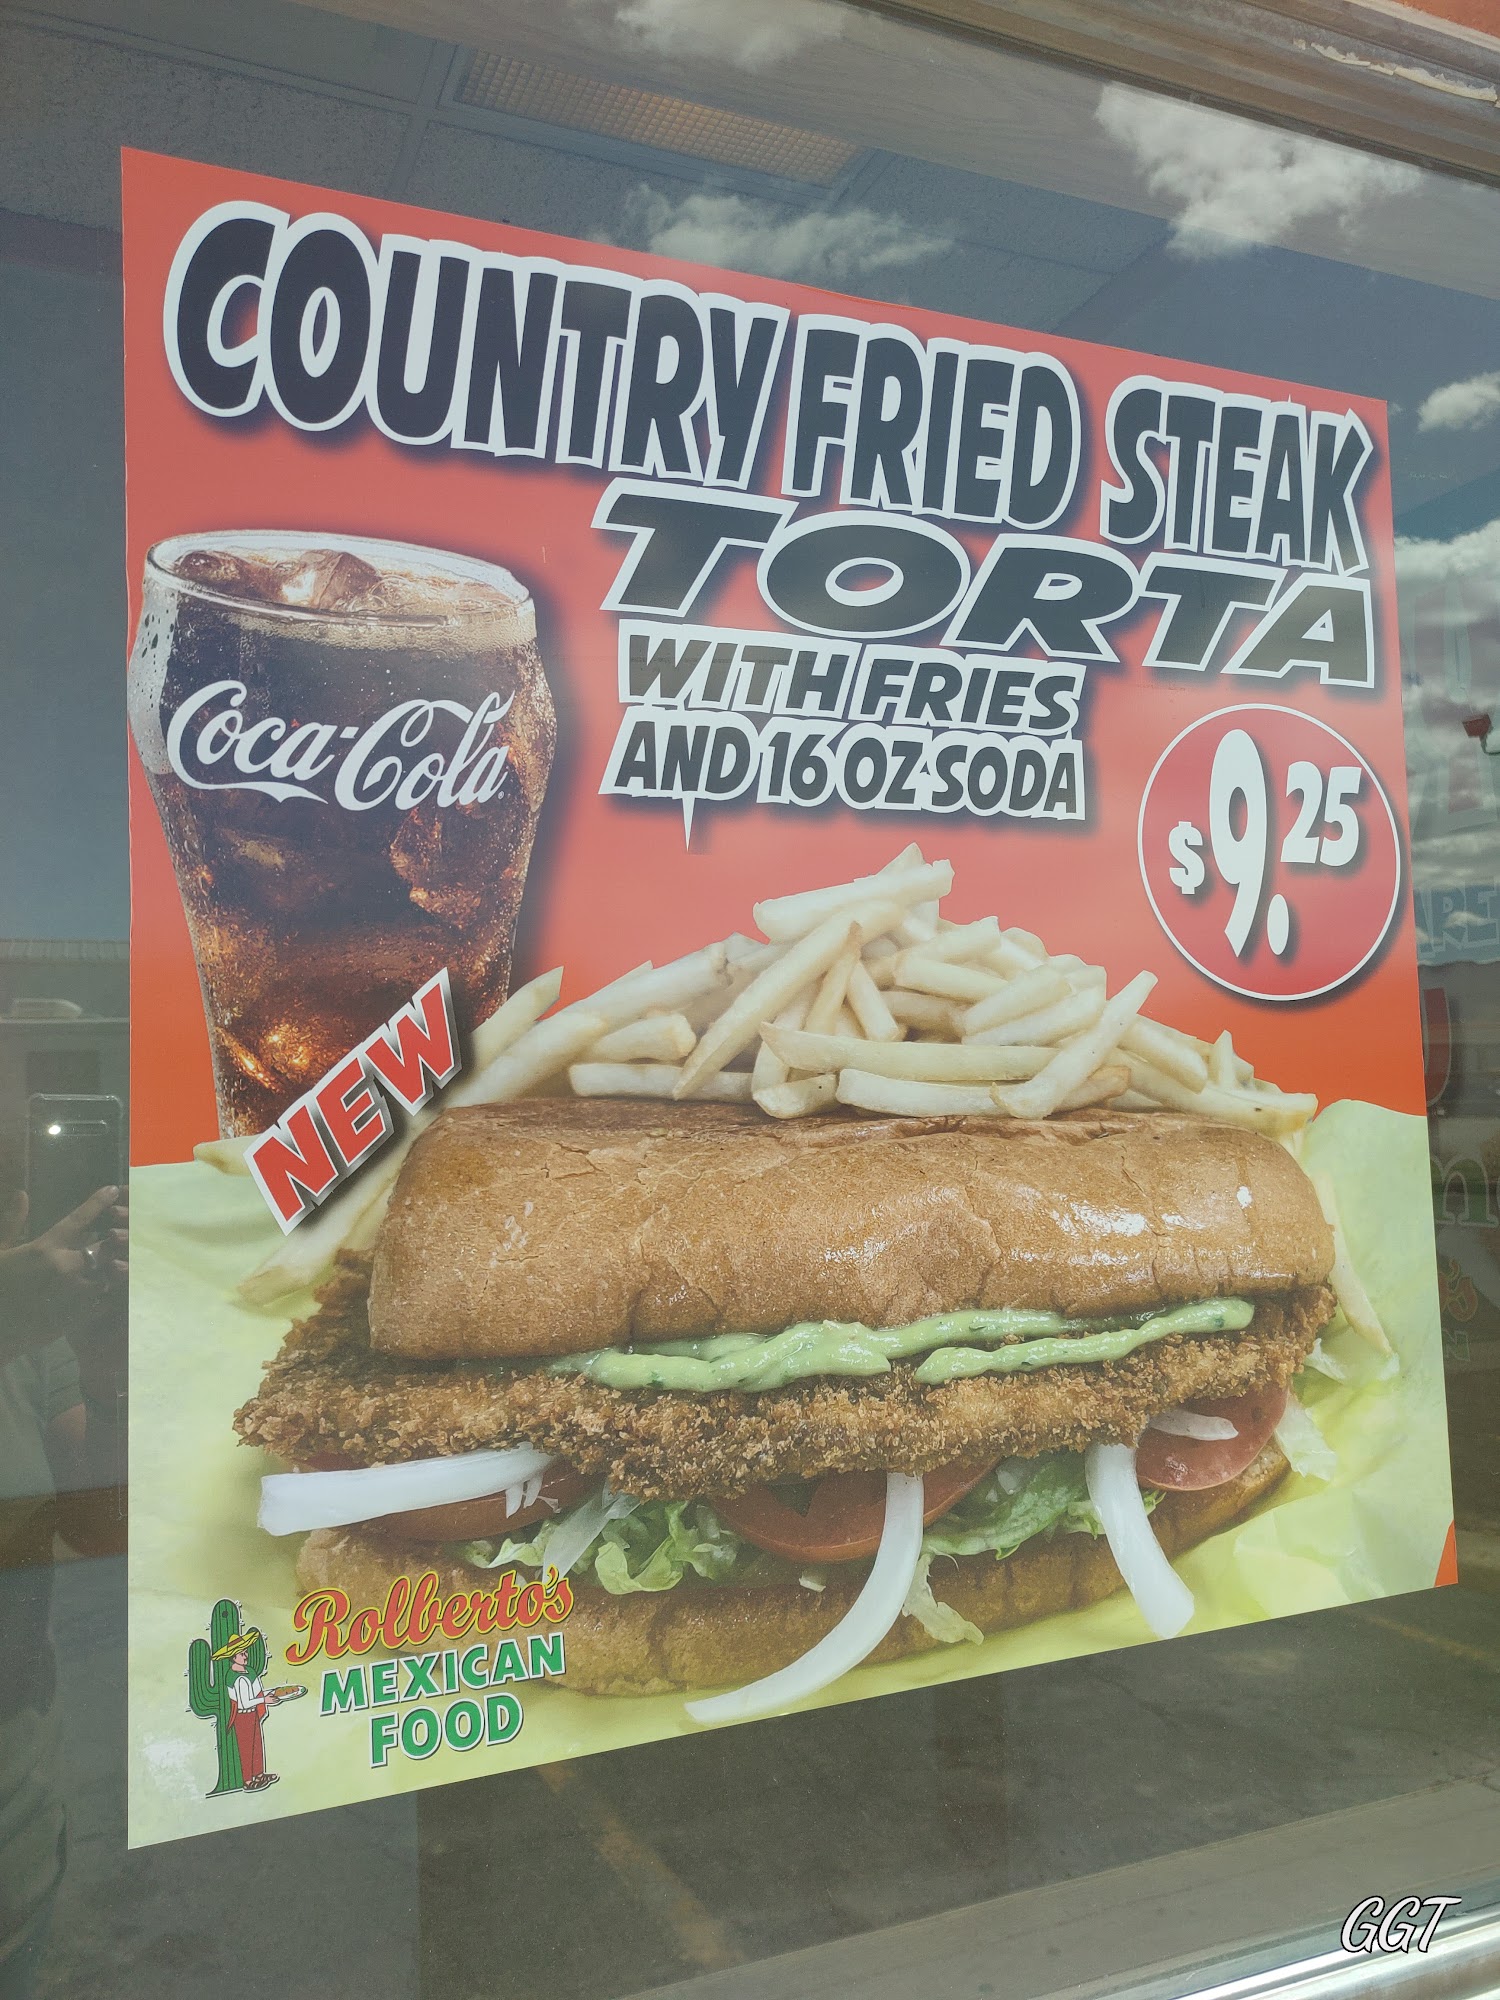 COUNTRY FRIED STEAK
TORTA
WITH FRIES
AND 16 OZ SODA
Coca-Cola
$9.25
NEW
Rolberto's
MEXICAN
FOOD
GGT